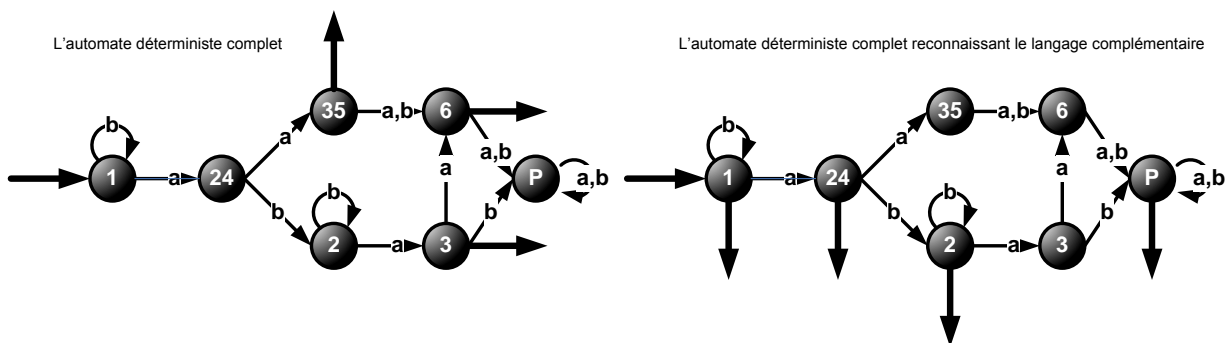 L'automate déterministe complet
b
1
a
24
a
b
35
a,b
6
a,b
b
2
a
3
a
b
P
a,b
L'automate déterministe complet reconnaissant le langage complémentaire
b
1
a
24
a
b
35
a,b
6
a,b
b
2
a
3
a
b
P
a,b